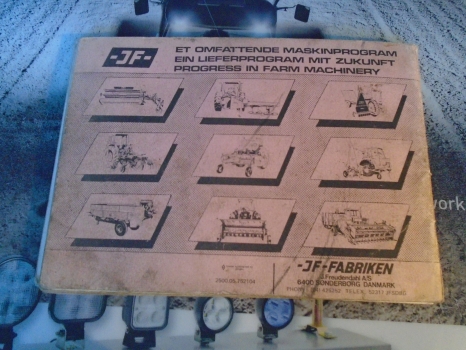 -JF-
ET OMFATTENDE MASKINPROGRAM
EIN LIEFERPROGRAM MIT ZUKUNFT
PROGRESS IN FARM MACHINERY
-JF-FABRIKEN
J. Freudendahl A/S
6400 SØNDERBORG DANMARK
work